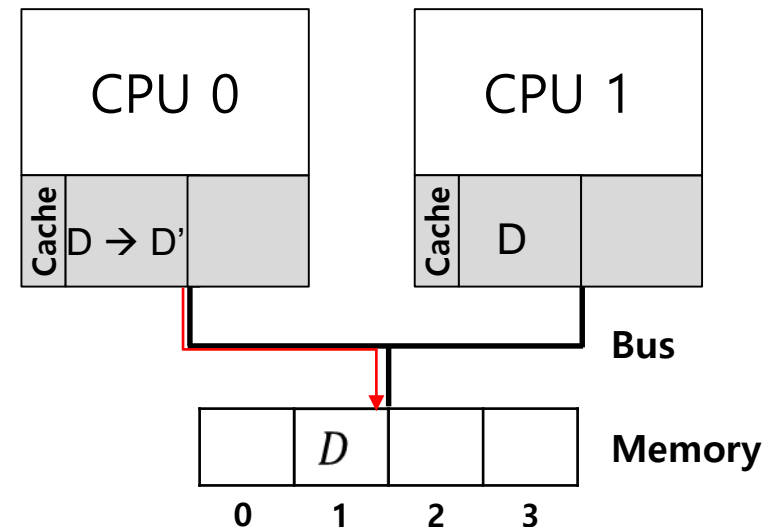 CPU 0
CPU 1
Cache
D → D’
Cache
D
Bus
D
Memory
0 1 2 3